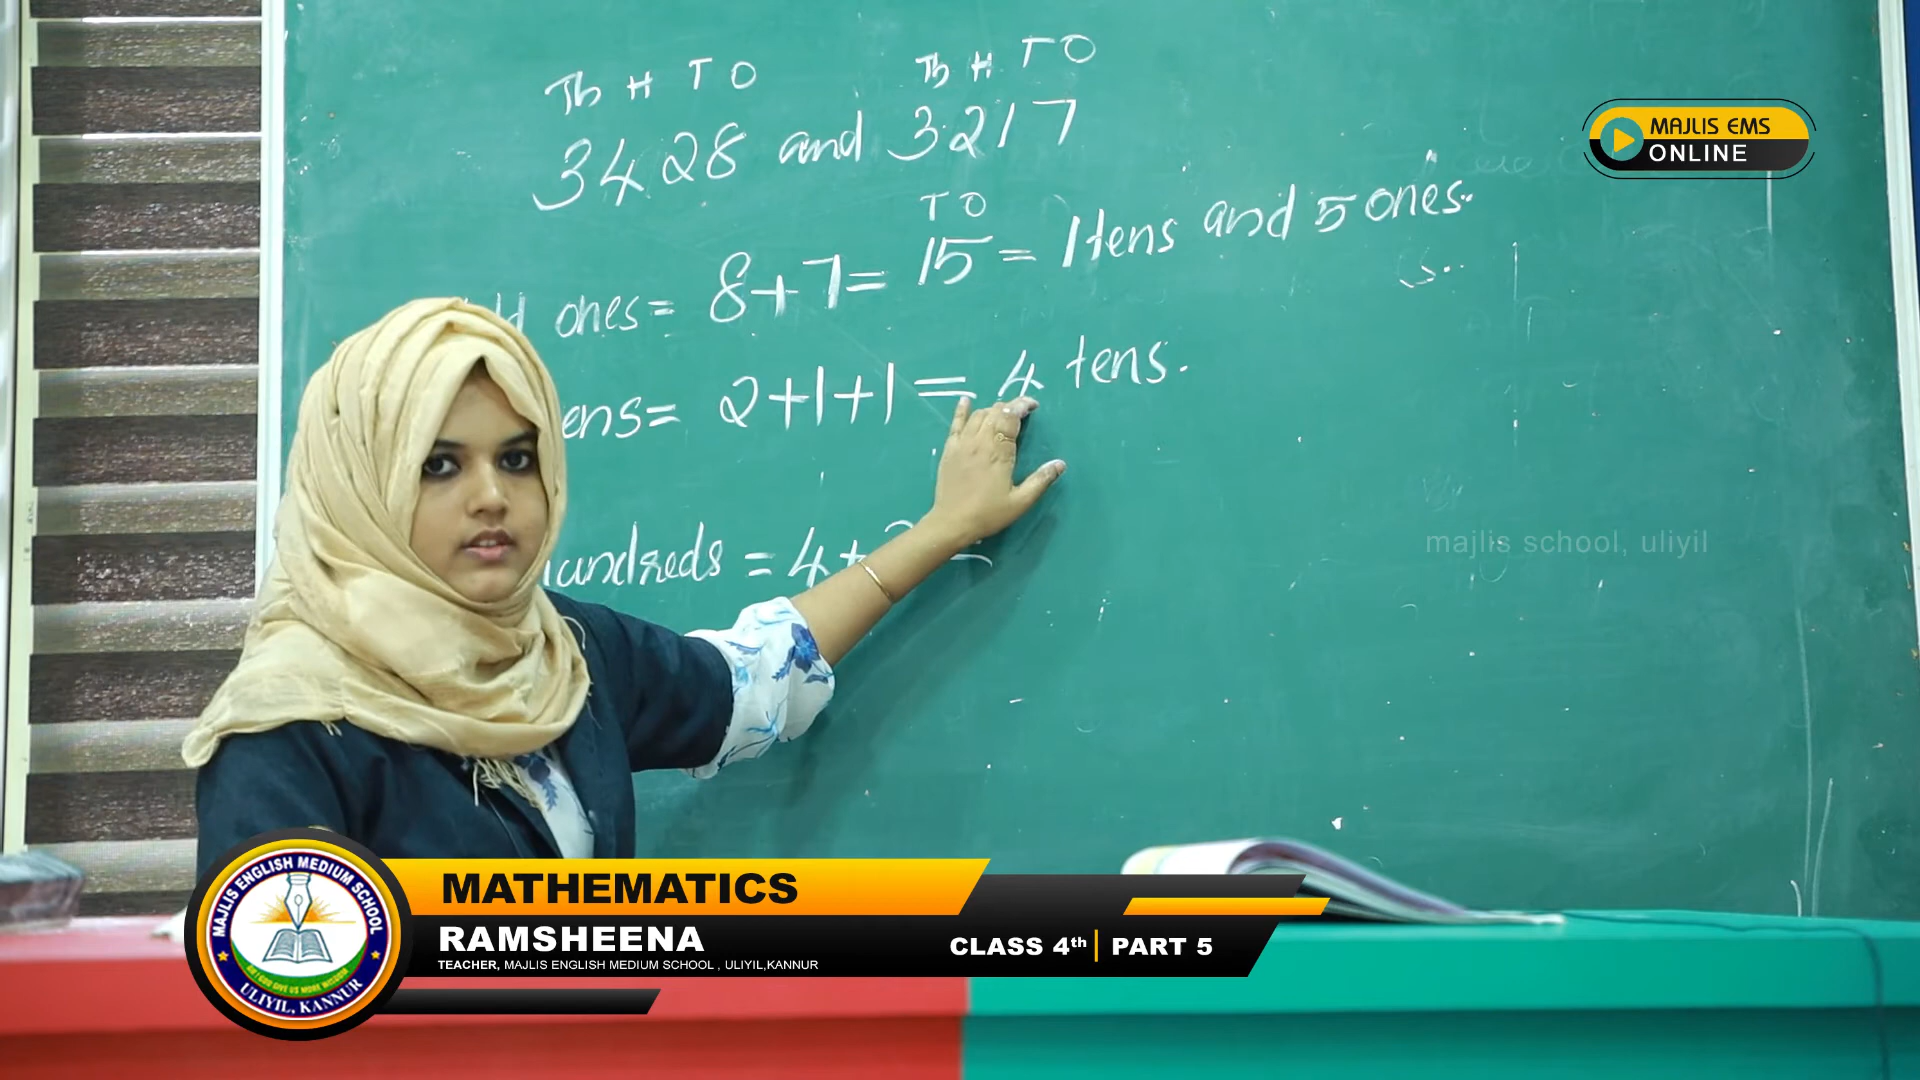 Th H T O Th H T O
3428 and 3217
T O
ones= 8+7= 15 = 1 tens and 5 ones.
ens= 2+1+1 = 4 tens.
hundreds = 4+2 =
MAJLIS EMS
ONLINE
majlis school, uliyil
MATHEMATICS
RAMSHEENA
TEACHER, MAJLIS ENGLISH MEDIUM SCHOOL , ULIYIL,KANNUR
CLASS 4th | PART 5
MAJLIS ENGLISH MEDIUM SCHOOL
ULIYIL, KANNUR